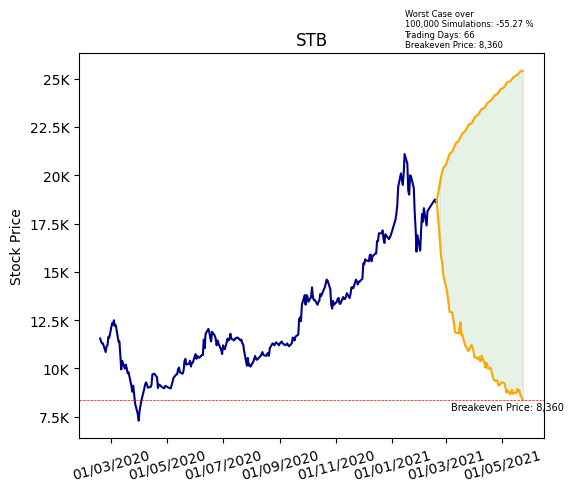 Worst Case over
100,000 Simulations: -55.27 %
Trading Days: 66
Breakeven Price: 8,360
STB
Stock Price
25K
22.5K
20K
17.5K
15K
12.5K
10K
7.5K
Breakeven Price: 8,360
01/03/2020
01/05/2020
01/07/2020
01/09/2020
01/11/2020
01/01/2021
01/03/2021
01/05/2021